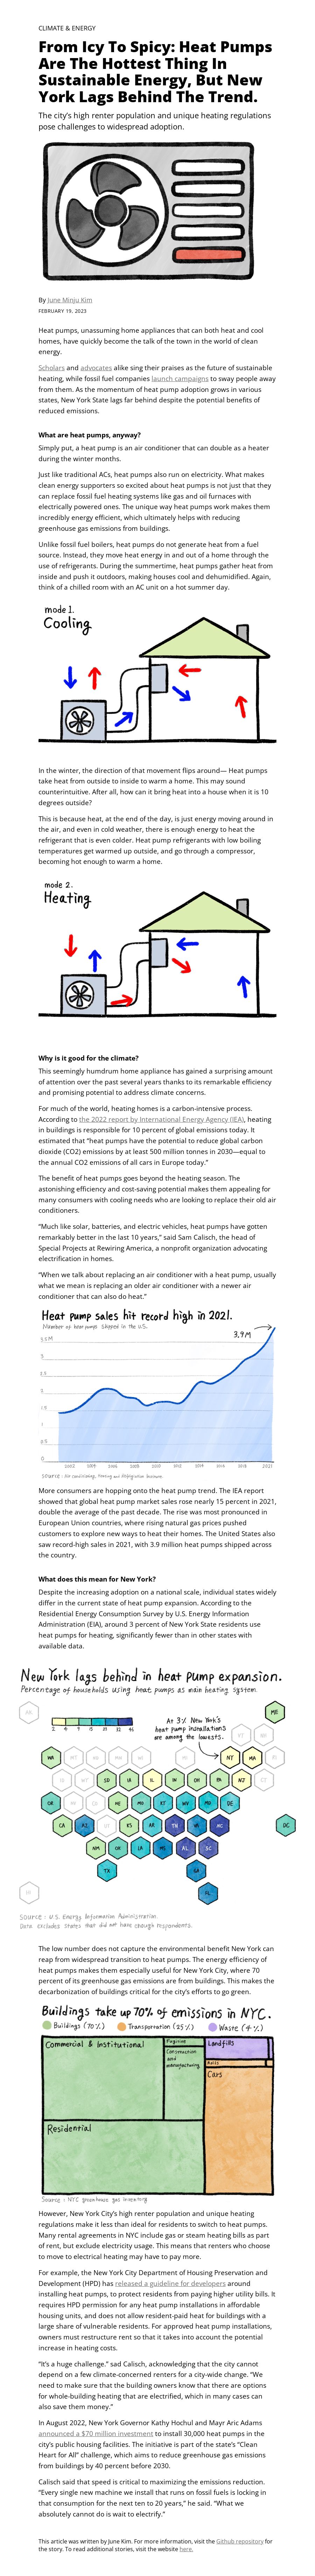 CLIMATE & ENERGY
From Icy To Spicy: Heat Pumps
Are The Hottest Thing In
Sustainable Energy, But New
York Lags Behind The Trend.
The city’s high renter population and unique heating regulations
pose challenges to widespread adoption.
By June Minju Kim
FEBRUARY 19, 2023
Heat pumps, unassuming home appliances that can both heat and cool
homes, have quickly become the talk of the town in the world of clean
energy.
Scholars and advocates alike sing their praises as the future of sustainable
heating, while fossil fuel companies launch campaigns to sway people away
from them. As the momentum of heat pump adoption grows in various
states, New York State lags far behind despite the potential benefits of
reduced emissions.
What are heat pumps, anyway?
Simply put, a heat pump is an air conditioner that can double as a heater
during the winter months.
Just like traditional ACs, heat pumps also run on electricity. What makes
clean energy supporters so excited about heat pumps is not just that they
can replace fossil fuel heating systems like gas and oil furnaces with
electrically powered ones. The unique way heat pumps work makes them
incredibly energy efficient, which ultimately helps with reducing
greenhouse gas emissions from buildings.
Unlike fossil fuel boilers, heat pumps do not generate heat from a fuel
source. Instead, they move heat energy in and out of a home through the
use of refrigerants. During the summertime, heat pumps gather heat from
inside and push it outdoors, making houses cool and dehumidified. Again,
think of a chilled room with an AC unit on a hot summer day.
mode 1.
Cooling
In the winter, the direction of that movement flips around— Heat pumps
take heat from outside to inside to warm a home. This may sound
counterintuitive. After all, how can it bring heat into a house when it is 10
degrees outside?
This is because heat, at the end of the day, is just energy moving around in
the air, and even in cold weather, there is enough energy to heat the
refrigerant that is even colder. Heat pump refrigerants with low boiling
temperatures get warmed up outside, and go through a compressor,
becoming hot enough to warm a home.
mode 2.
Heating
Why is it good for the climate?
This seemingly humdrum home appliance has gained a surprising amount
of attention over the past several years thanks to its remarkable efficiency
and promising potential to address climate concerns.
For much of the world, heating homes is a carbon-intensive process.
According to the 2022 report by International Energy Agency (IEA), heating
in buildings is responsible for 10 percent of global emissions today. It
estimated that “heat pumps have the potential to reduce global carbon
dioxide (CO2) emissions by at least 500 million tonnes in 2030—equal to
the annual CO2 emissions of all cars in Europe today.”
The benefit of heat pumps goes beyond the heating season. The
astonishing efficiency and cost-saving potential makes them appealing for
many consumers with cooling needs who are looking to replace their old air
conditioners.
“Much like solar, batteries, and electric vehicles, heat pumps have gotten
remarkably better in the last 10 years,” said Sam Calisch, the head of
Special Projects at Rewiring America, a nonprofit organization advocating
electrification in homes.
“When we talk about replacing an air conditioner with a heat pump, usually
what we mean is replacing an older air conditioner with a newer air
conditioner that can also do heat.”
Heat pump sales hit record high in 2021.
Number of heat pumps shipped in the U.S.
3.9M
3.5M
3
2.5
2
1.5
1
0.5
0
2002 2004 2006 2008 2010 2012 2014 2016 2018 2021
More consumers are hopping onto the heat pump trend. The IEA report
showed that global heat pump market sales rose nearly 15 percent in 2021,
double the average of the past decade. The rise was most pronounced in
European Union countries, where rising natural gas prices pushed
customers to explore new ways to heat their homes. The United States also
saw record-high sales in 2021, with 3.9 million heat pumps shipped across
the country.
What does this mean for New York?
Despite the increasing adoption on a national scale, individual states widely
differ in the current state of heat pump expansion. According to the
Residential Energy Consumption Survey by U.S. Energy Information
Administration (EIA), around 3 percent of New York State residents use
heat pumps for heating, significantly fewer than in other states with
available data.
New York lags behind in heat pump expansion.
Percentage of households using heat pumps as main heating system.
ME
At 3% New York's
heat pump installations
are among the lowests.
WA NY MA
IL IN OH PA NJ
OR MO KY WV MD DE
CA AZ KS AR TN VA NC DC
NM OK LA MS AL SC
TX GA
FL
Source : U.S. Energy Information Administration.
Data excludes states that did not have enough respondents.
The low number does not capture the environmental benefit New York can
reap from widespread transition to heat pumps. The energy efficiency of
heat pumps makes them especially useful for New York City, where 70
percent of its greenhouse gas emissions are from buildings. This makes the
decarbonization of buildings critical for the city’s efforts to go green.
Buildings take up 70% of emissions in NYC.
Buildings (70%) Transportation (25%) Waste (4%)
Commercial & Institutional
Fugitive
Construction
and
manufacturing
Landfills
Cars
Residential
Source : NYC greenhouse gas inventory
However, New York City’s high renter population and unique heating
regulations make it less than ideal for residents to switch to heat pumps.
Many rental agreements in NYC include gas or steam heating bills as part
of rent, but exclude electricity usage. This means that renters who choose
to move to electrical heating may have to pay more.
For example, the New York City Department of Housing Preservation and
Development (HPD) has released a guideline for developers around
installing heat pumps, to protect residents from paying higher utility bills. It
requires HPD permission for any heat pump installations in affordable
housing units, and does not allow resident-paid heat for buildings with a
large share of vulnerable residents. For approved heat pump installations,
owners must restructure rent so that it takes into account the potential
increase in heating costs.
“It’s a huge challenge.” sad Calisch, acknowledging that the city cannot
depend on a few climate-concerned renters for a city-wide change. “We
need to make sure that the building owners know that there are options
for whole-building heating that are electrified, which in many cases can
also save them money.”
In August 2022, New York Governor Kathy Hochul and Mayr Aric Adams
announced a $70 million investment to install 30,000 heat pumps in the
city’s public housing facilities. The initiative is part of the state’s “Clean
Heart for All” challenge, which aims to reduce greenhouse gas emissions
from buildings by 40 percent before 2030.
Calisch said that speed is critical to maximizing the emissions reduction.
“Every single new machine we install that runs on fossil fuels is locking in
that consumption for the next ten to 20 years,” he said. “What we
absolutely cannot do is wait to electrify.”
This article was written by June Kim. For more information, visit the Github repository for
the story. To read additional stories, visit the website here.